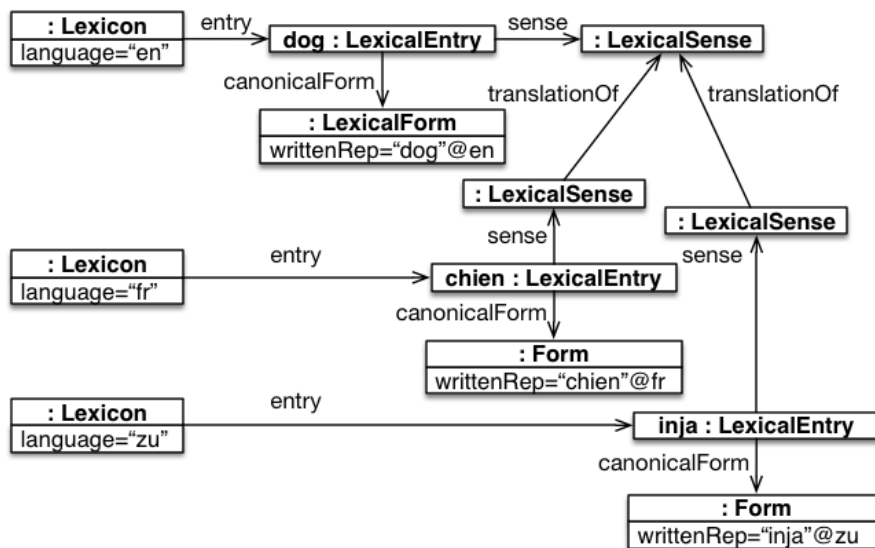 : Lexicon
language=“en”
entry
dog : LexicalEntry
sense
: LexicalSense
canonicalForm
translationOf
translationOf
: LexicalForm
writtenRep=“dog”@en
: LexicalSense
: LexicalSense
sense
sense
: Lexicon
language=“fr”
entry
chien : LexicalEntry
canonicalForm
: Form
writtenRep=“chien”@fr
: Lexicon
language=“zu”
entry
inja : LexicalEntry
canonicalForm
: Form
writtenRep=“inja”@zu